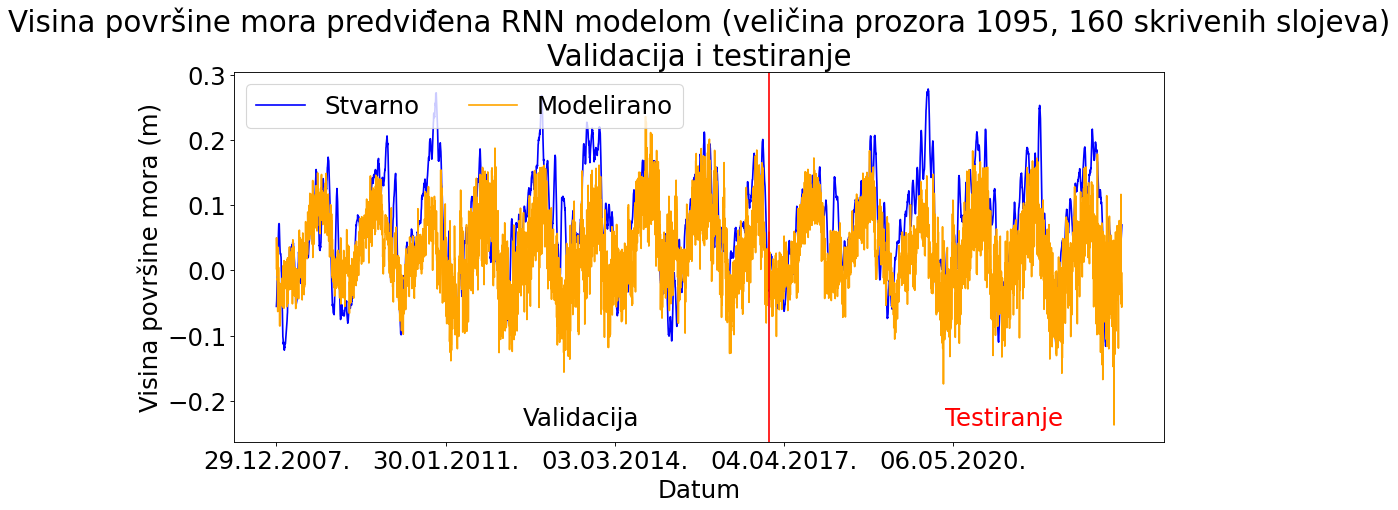 Visina površine mora predviđena RNN modelom (veličina prozora 1095, 160 skrivenih slojeva)
Validacija i testiranje
Stvarno
Modelirano
Visina površine mora (m)
0.3
0.2
0.1
0.0
−0.1
−0.2
Validacija
Testiranje
29.12.2007.
30.01.2011.
03.03.2014.
04.04.2017.
06.05.2020.
Datum